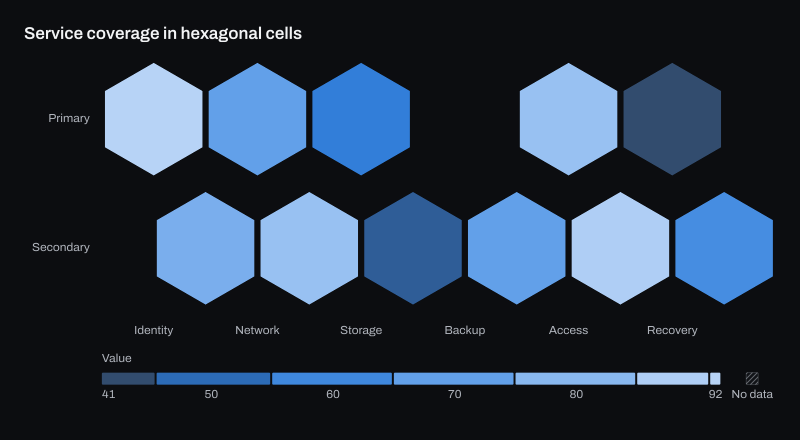 Service coverage in hexagonal cells
Primary
Secondary
Identity Network Storage Backup Access Recovery
Value
41 50 60 70 80 92 No data